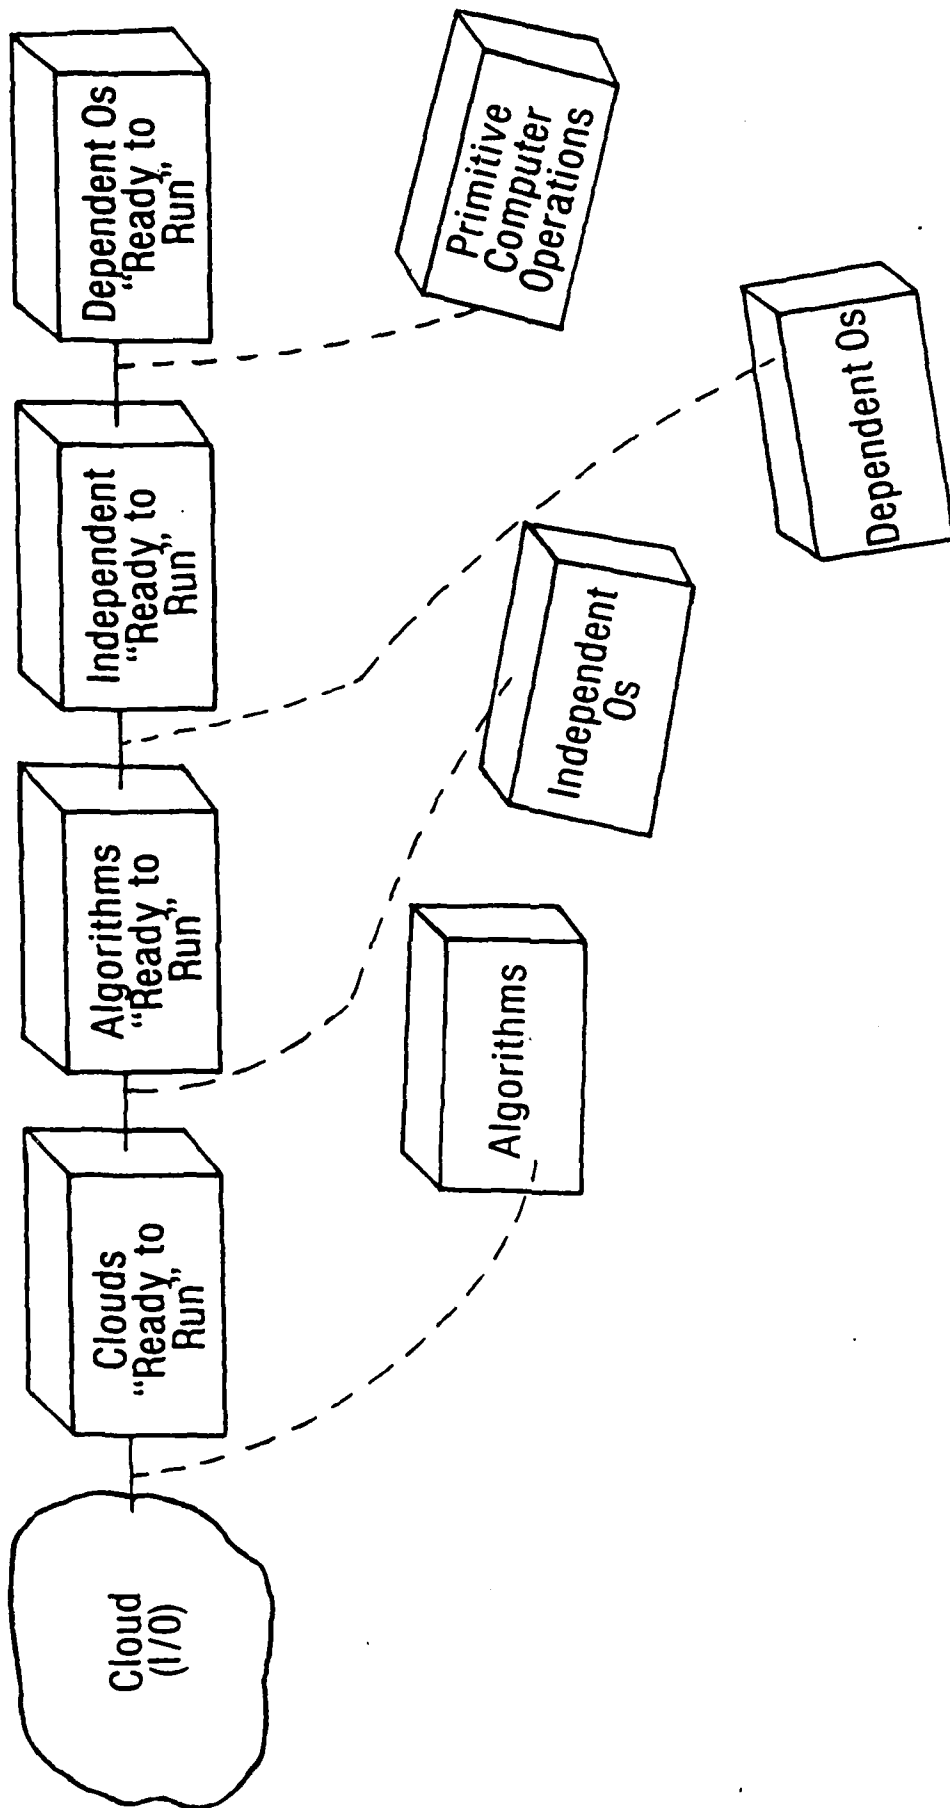 Cloud
(I/O)
Clouds
“Ready to
Run”
Algorithms
“Ready to
Run”
Independent
“Ready to
Run”
Dependent Os
“Ready to
Run”
Algorithms
Independent
Os
Dependent Os
Primitive
Computer
Operations